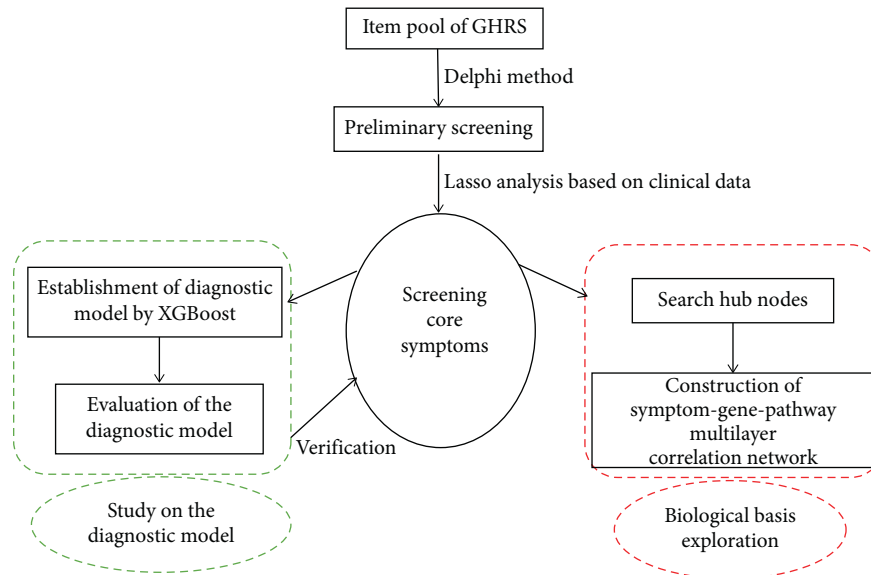 Item pool of GHRS
Delphi method
Preliminary screening
Lasso analysis based on clinical data
Establishment of diagnostic
model by XGBoost
Evaluation of the
diagnostic model
Verification
Study on the
diagnostic model
Screening
core
symptoms
Search hub nodes
Construction of
symptom-gene-pathway
multilayer
correlation network
Biological basis
exploration